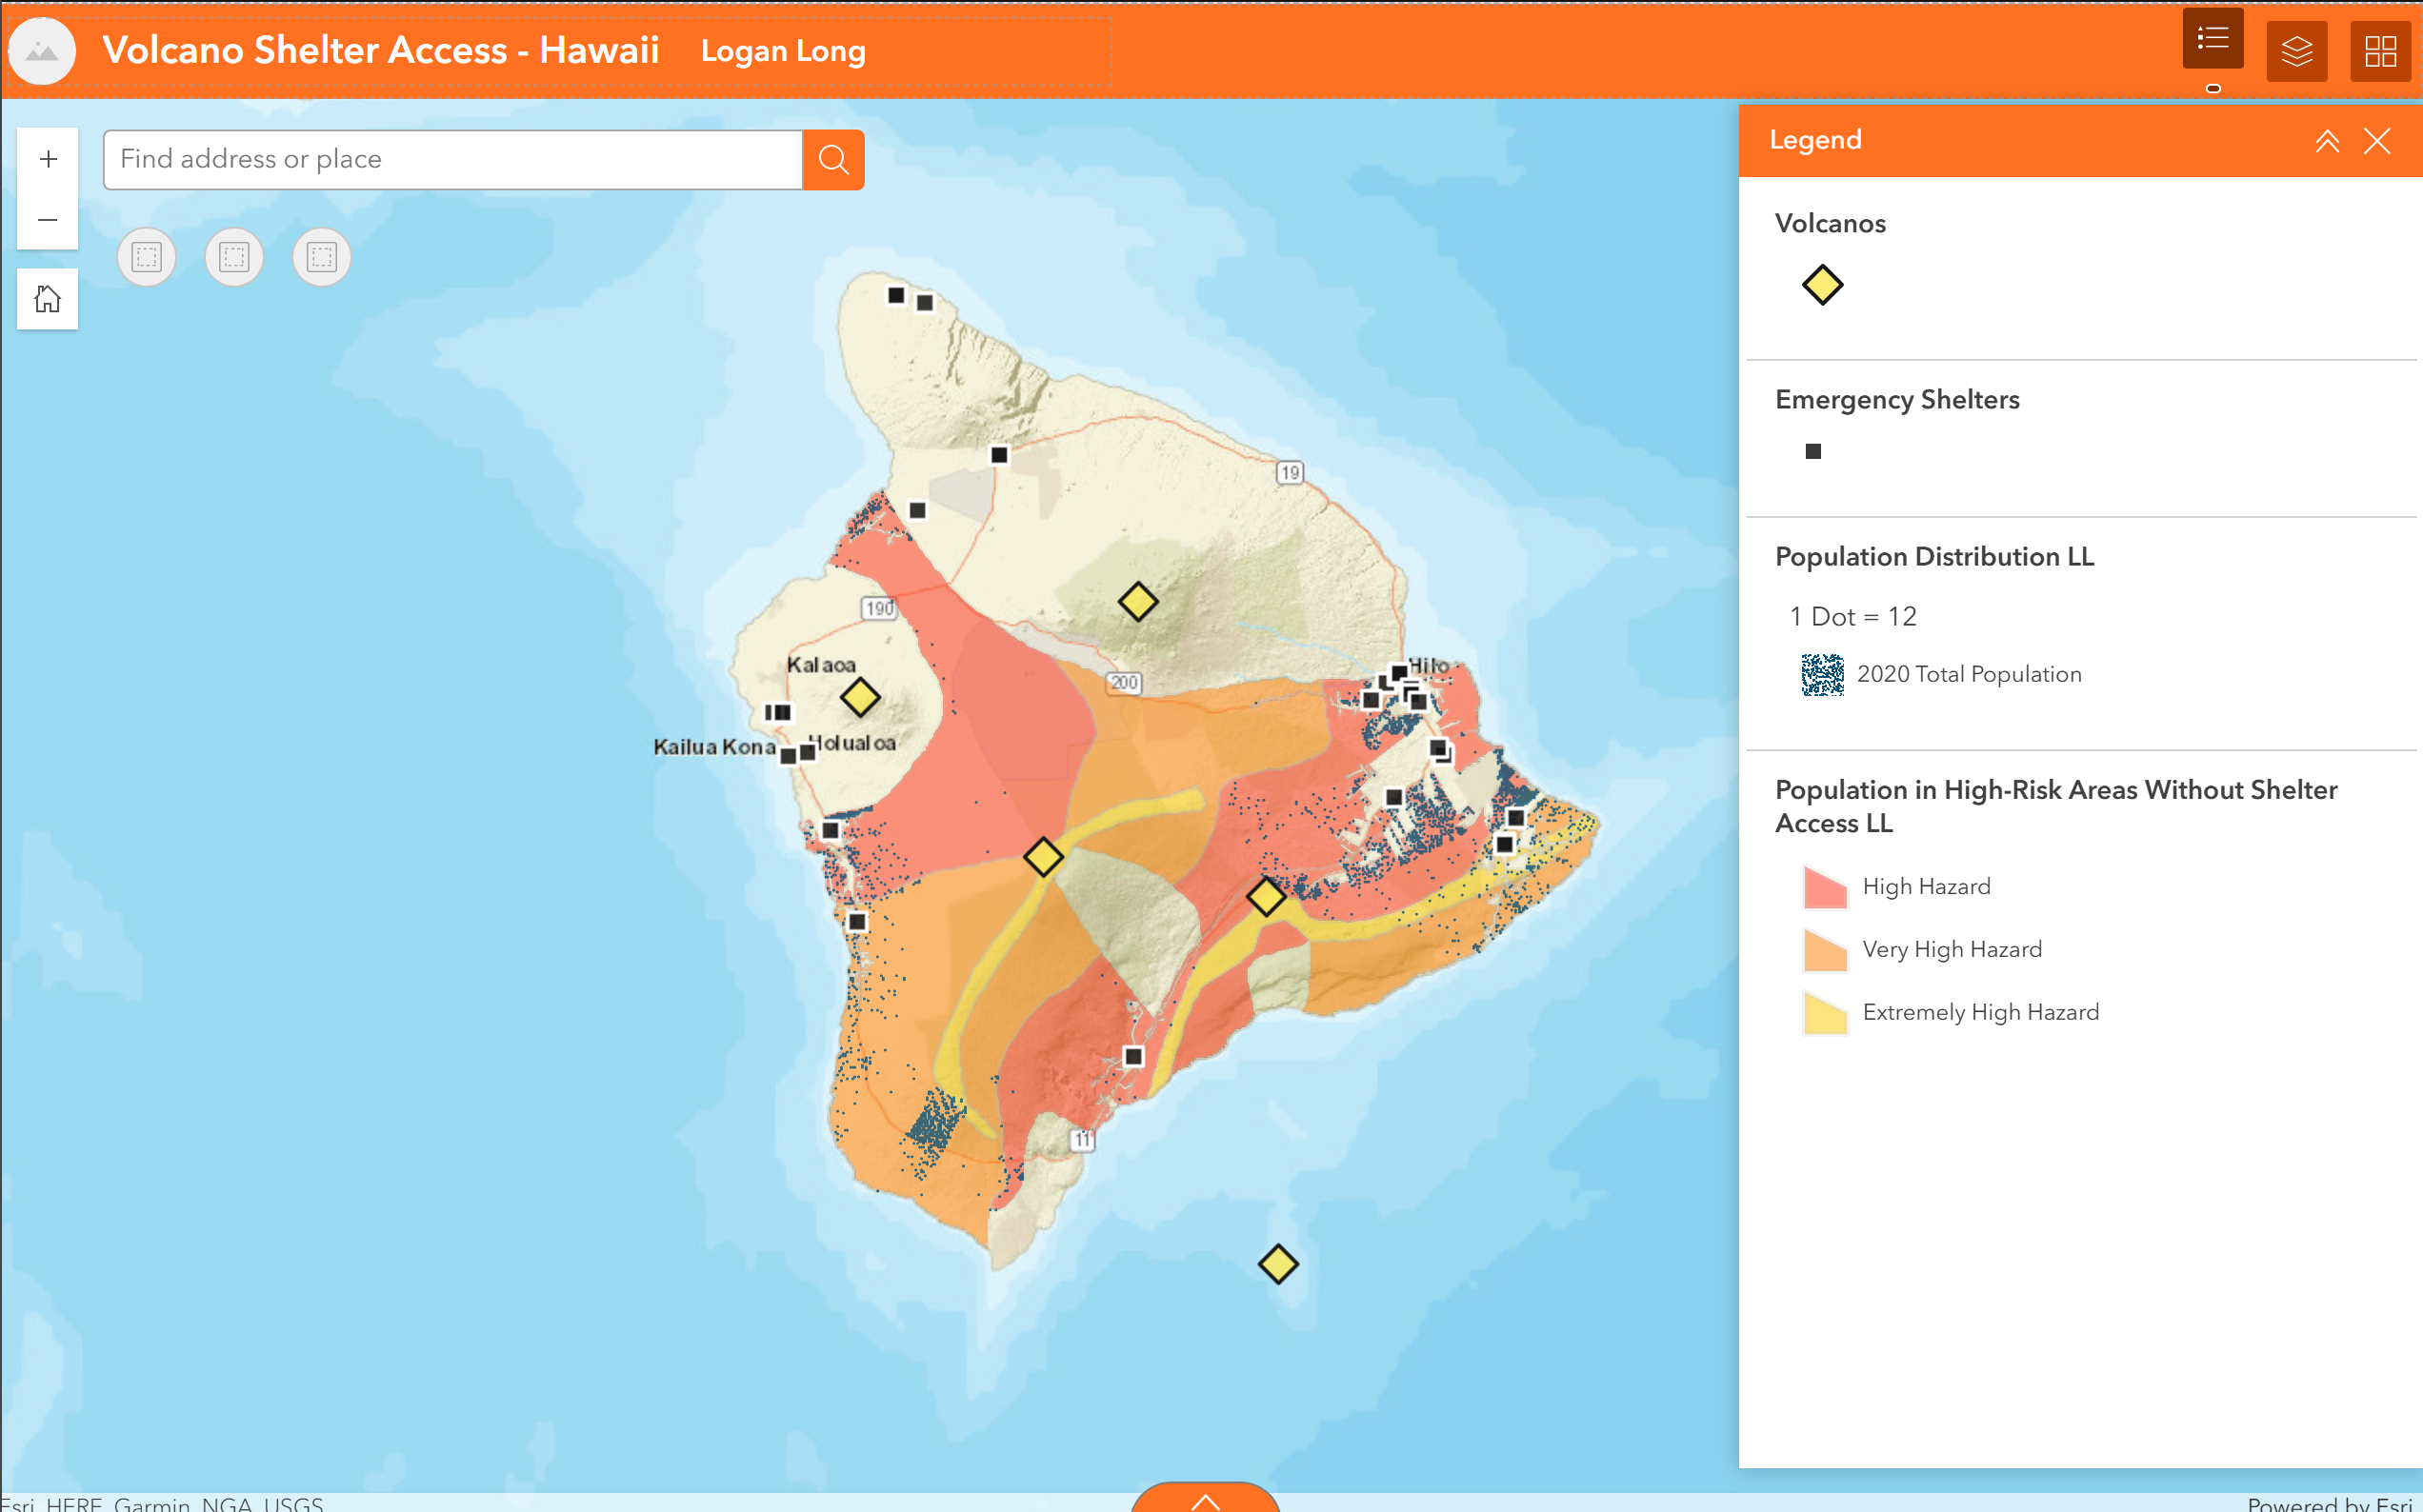 Volcano Shelter Access - Hawaii Logan Long
Find address or place
Legend
Volcanos
Emergency Shelters
Population Distribution LL
1 Dot = 12
2020 Total Population
Population in High-Risk Areas Without Shelter
Access LL
High Hazard
Very High Hazard
Extremely High Hazard
19
190
Kalaoa
200
Hilo
Kailua Kona
Holualoa
11
Esri, HERE, Garmin, NGA, USGS
Powered by Esri